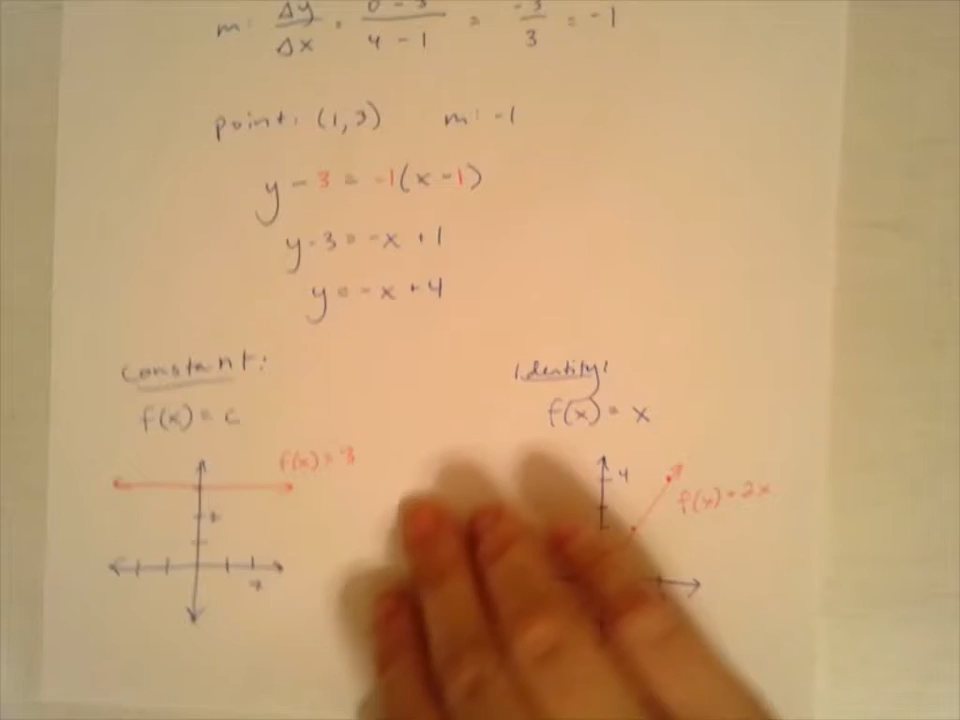 m: Δy/Δx = 0-3/4-1 = -3/3 = -1
point: (1,3) m: -1
y - 3 = -1(x - 1)
y - 3 = -x + 1
y = -x + 4
constant:
f(x) = c
f(x) = 3
Identity:
f(x) = x
4
f(x) = 2x